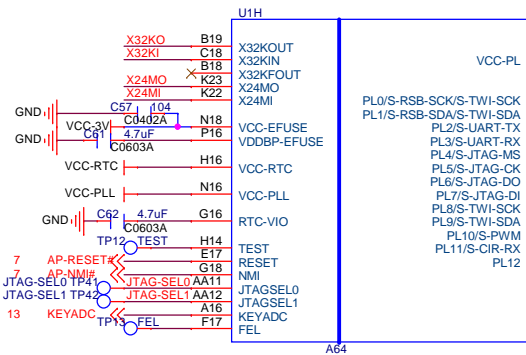 U1H
X32KO B19 X32KOUT
X32KI C18 X32KIN VCC-PL
B18 X32KFOUT
X24MO K23 X24MO
X24MI K22 X24MI
PL0/S-RSB-SCK/S-TWI-SCK
GND C57 104 PL1/S-RSB-SDA/S-TWI-SDA
VCC-3V C0402A N18 VCC-EFUSE PL2/S-UART-TX
GND C61 4.7uF P16 VDDBP-EFUSE PL3/S-UART-RX
C0603A PL4/S-JTAG-MS
VCC-RTC H16 VCC-RTC PL5/S-JTAG-CK
PL6/S-JTAG-DO
VCC-PLL N16 VCC-PLL PL7/S-JTAG-DI
PL8/S-TWI-SCK
GND C62 4.7uF G16 RTC-VIO PL9/S-TWI-SDA
C0603A PL10/S-PWM
TP12 TEST H14 TEST PL11/S-CIR-RX
7 AP-RESET# E17 RESET PL12
7 AP-NMI# G18 NMI
JTAG-SEL0 TP41 JTAG-SEL0 AA11 JTAGSEL0
JTAG-SEL1 TP42 JTAG-SEL1 AA12 JTAGSEL1
13 KEYADC A16 KEYADC
TP13 FEL F17 FEL
A64